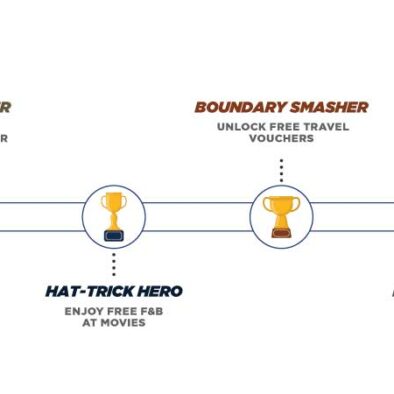 BOUNDARY SMASHER
UNLOCK FREE TRAVEL
VOUCHERS
HAT-TRICK HERO
ENJOY FREE F&B
AT MOVIES